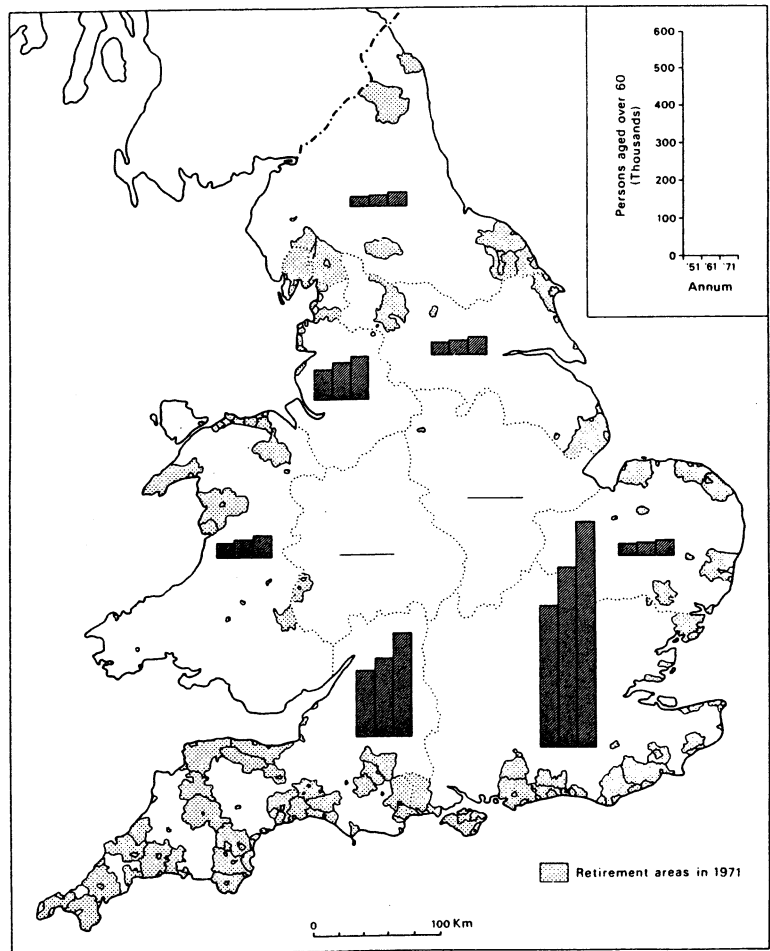 Persons aged over 60
(Thousands)
600
500
400
300
200
100
0
'51 '61 '71
Annum
Retirement areas in 1971
0 100 Km